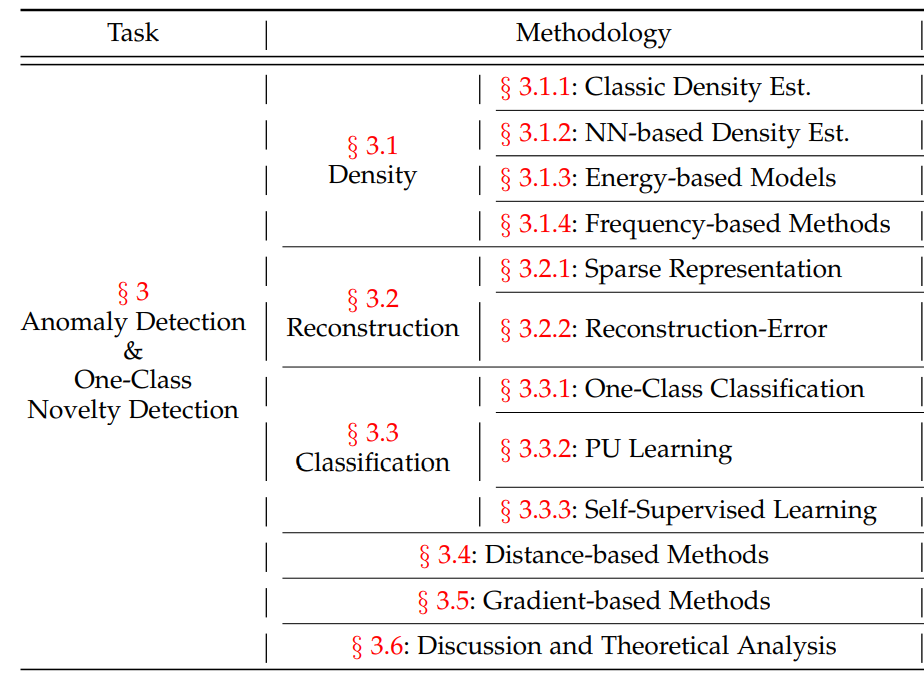 Task
Methodology
§ 3
Anomaly Detection
&
One-Class
Novelty Detection
§ 3.1
Density
§ 3.1.1: Classic Density Est.
§ 3.1.2: NN-based Density Est.
§ 3.1.3: Energy-based Models
§ 3.1.4: Frequency-based Methods
§ 3.2
Reconstruction
§ 3.2.1: Sparse Representation
§ 3.2.2: Reconstruction-Error
§ 3.3
Classification
§ 3.3.1: One-Class Classification
§ 3.3.2: PU Learning
§ 3.3.3: Self-Supervised Learning
§ 3.4: Distance-based Methods
§ 3.5: Gradient-based Methods
§ 3.6: Discussion and Theoretical Analysis